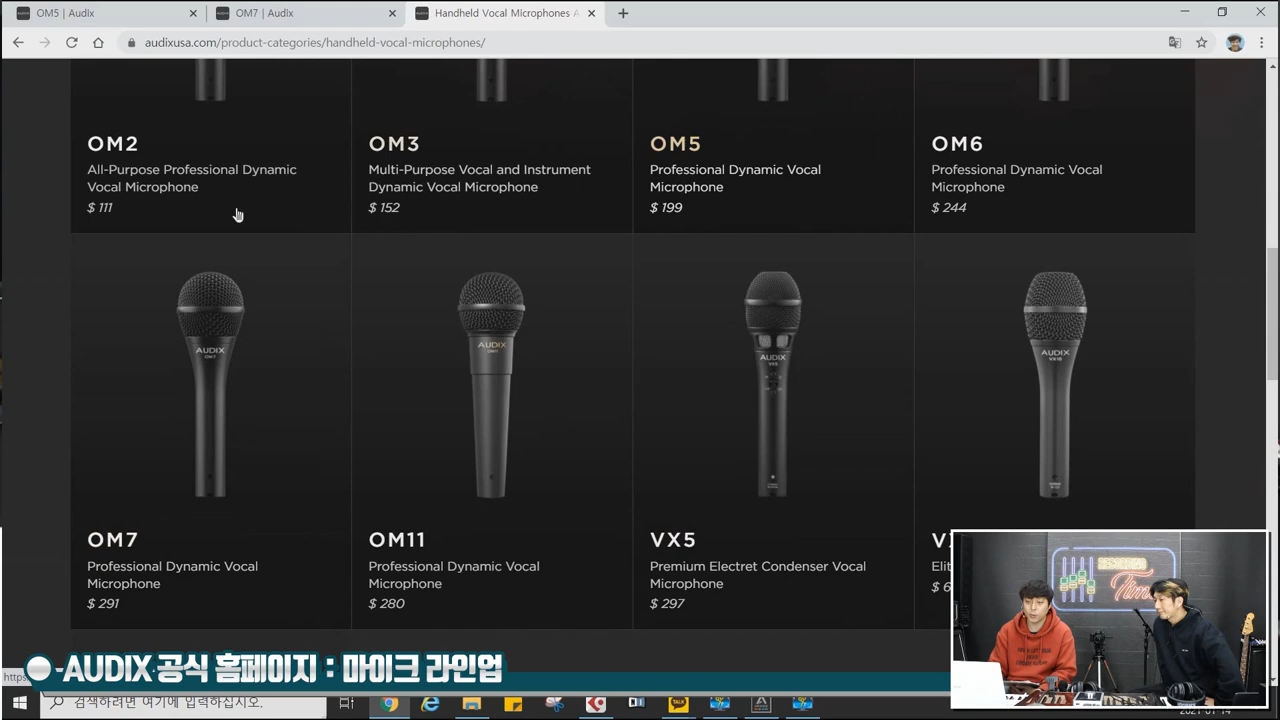 OM5 | Audix
OM7 | Audix
Handheld Vocal Microphones A
audixusa.com/product-categories/handheld-vocal-microphones/
OM2
All-Purpose Professional Dynamic
Vocal Microphone
$ 111
OM3
Multi-Purpose Vocal and Instrument
Dynamic Vocal Microphone
$ 152
OM5
Professional Dynamic Vocal
Microphone
$ 199
OM6
Professional Dynamic Vocal
Microphone
$ 244
AUDIX
OM7
AUDIX
AUDIX
VX5
AUDIX
OM7
Professional Dynamic Vocal
Microphone
$ 291
OM11
Professional Dynamic Vocal
Microphone
$ 280
VX5
Premium Electret Condenser Vocal
Microphone
$ 297
Time
AUDIX 공식 홈페이지 : 마이크 라인업
검색하려면 여기에 입력하십시오.
TALK